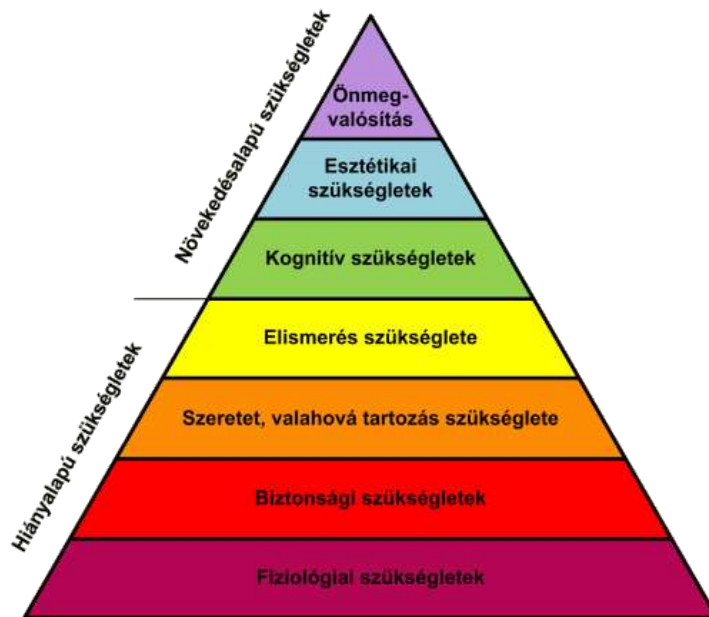 Növekedésalapú szükségletek
Önmeg-
valósítás
Esztétikai
szükségletek
Kognitív szükségletek
Hiányalapú szükségletek
Elismerés szükséglete
Szeretet, valahová tartozás szükséglete
Biztonsági szükségletek
Fiziológiai szükségletek